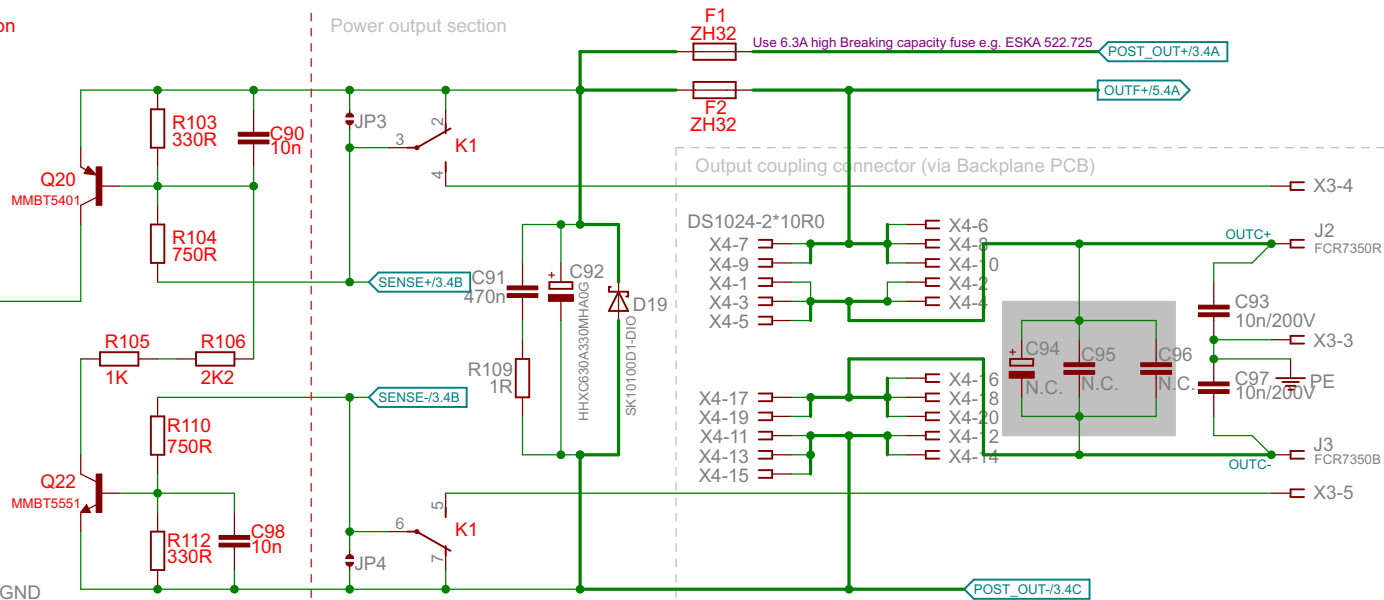 on
Power output section
F1
ZH32
Use 6.3A high Breaking capacity fuse e.g. ESKA 522.725
POST_OUT+/3.4A
F2
ZH32
OUTF+/5.4A
R103
330R
C90
10n
JP3
3
2
4
K1
Output coupling connector (via Backplane PCB)
Q20
MMBT5401
X3-4
R104
750R
DS1024-2*10R0
X4-7
X4-9
X4-1
X4-3
X4-5
X4-6
X4-8
X4-10
X4-2
X4-4
OUTC+
J2
FCR7350R
SENSE+/3.4B
C91
470n
C92
+
HHXC630A330MHA0G
D19
SK10100D1-DIO
C93
10n/200V
X3-3
R105
1K
R106
2K2
R109
1R
C94
+
N.C.
C95
N.C.
C96
N.C.
C97
10n/200V
PE
SENSE-/3.4B
X4-17
X4-19
X4-11
X4-13
X4-15
X4-16
X4-18
X4-20
X4-12
X4-14
R110
750R
OUTC-
J3
FCR7350B
Q22
MMBT5551
X3-5
5
6
7
K1
R112
330R
C98
10n
JP4
GND
POST_OUT-/3.4C